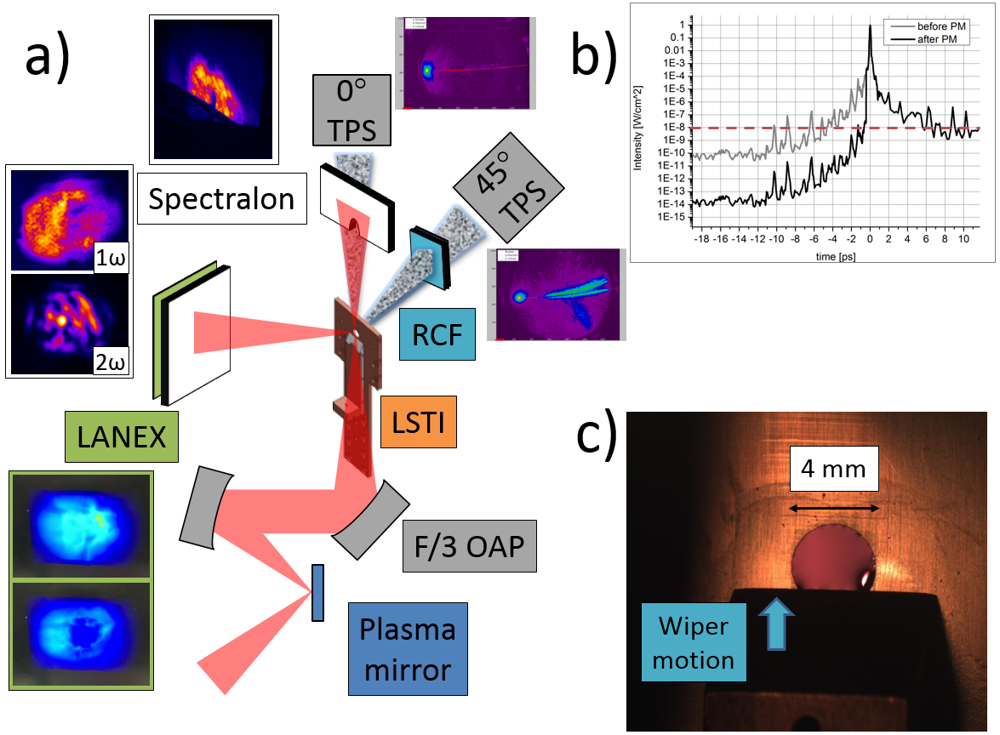 a)
0°
TPS
45°
TPS
Spectralon
1ω
2ω
RCF
LSTI
LANEX
F/3 OAP
Plasma
mirror
b)
before PM
after PM
Intensity [W/cm^2]
1
0.1
0.01
1E-3
1E-4
1E-5
1E-6
1E-7
1E-8
1E-9
1E-10
1E-11
1E-12
1E-13
1E-14
1E-15
-18 -16 -14 -12 -10 -8 -6 -4 -2 0 2 4 6 8 10
time [ps]
c)
4 mm
Wiper
motion